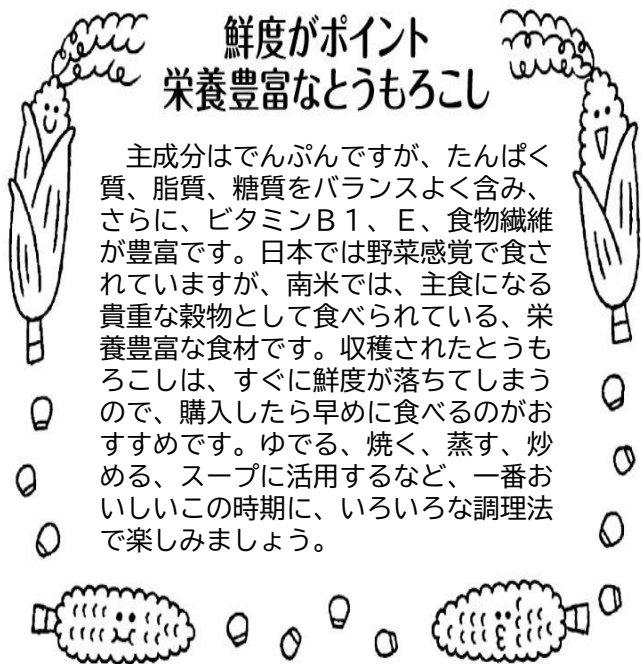 鮮度がポイント
栄養豊富なとうもろこし
　主成分はでんぷんですが、たんぱく
質、脂質、糖質をバランスよく含み、
さらに、ビタミンB1、E、食物繊維
が豊富です。日本では野菜感覚で食さ
れていますが、南米では、主食になる
貴重な穀物として食べられている、栄
養豊富な食材です。収穫されたとうも
ろこしは、すぐに鮮度が落ちてしまう
ので、購入したら早めに食べるのがお
すすめです。ゆでる、焼く、蒸す、炒
める、スープに活用するなど、一番お
いしいこの時期に、いろいろな調理法
で楽しみましょう。